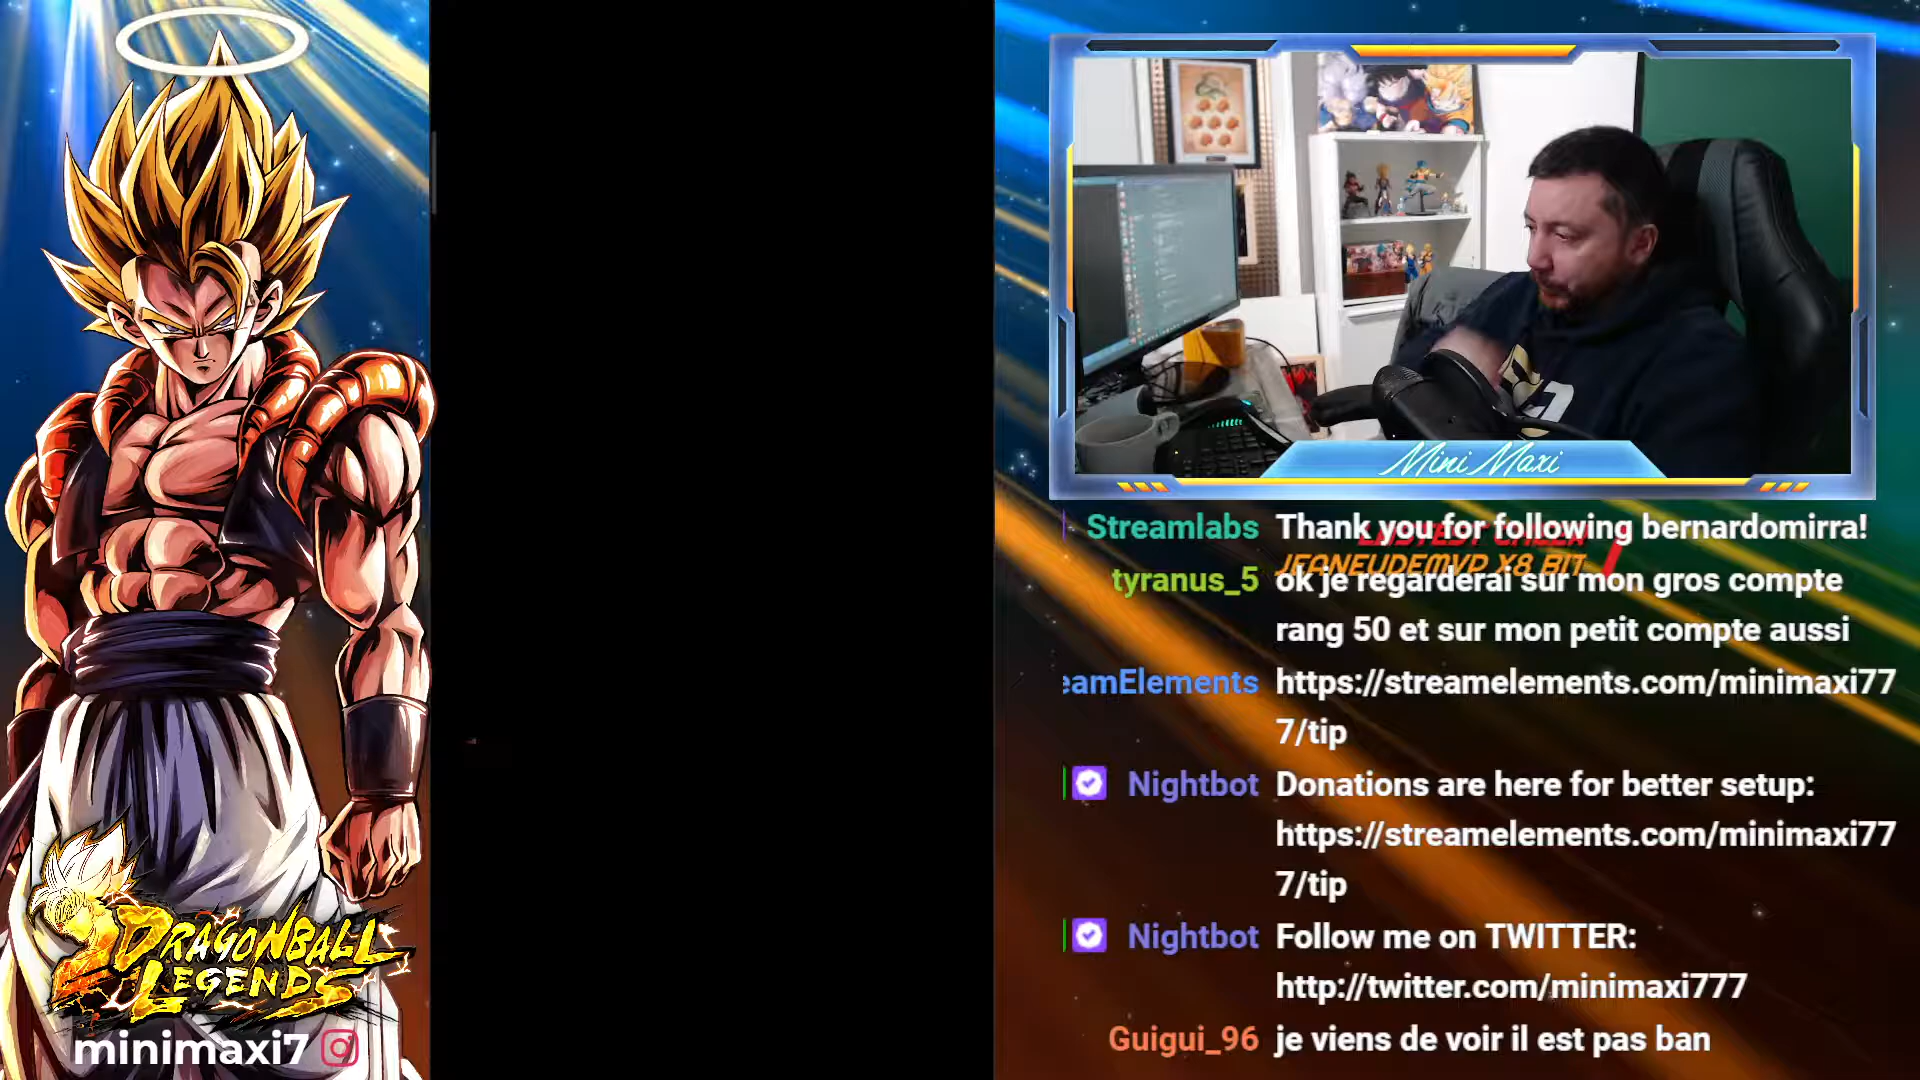 DRAGONBALL
LEGENDS
minimaxi7
Mini Maxi
Streamlabs Thank you for following bernardomirra!
JEANEUDEMVP X8 BIT
tyranus_5 ok je regarderai sur mon gros compte
rang 50 et sur mon petit compte aussi
eamElements https://streamelements.com/minimaxi77
7/tip
Nightbot Donations are here for better setup:
https://streamelements.com/minimaxi77
7/tip
Nightbot Follow me on TWITTER:
http://twitter.com/minimaxi777
Guigui_96 je viens de voir il est pas ban